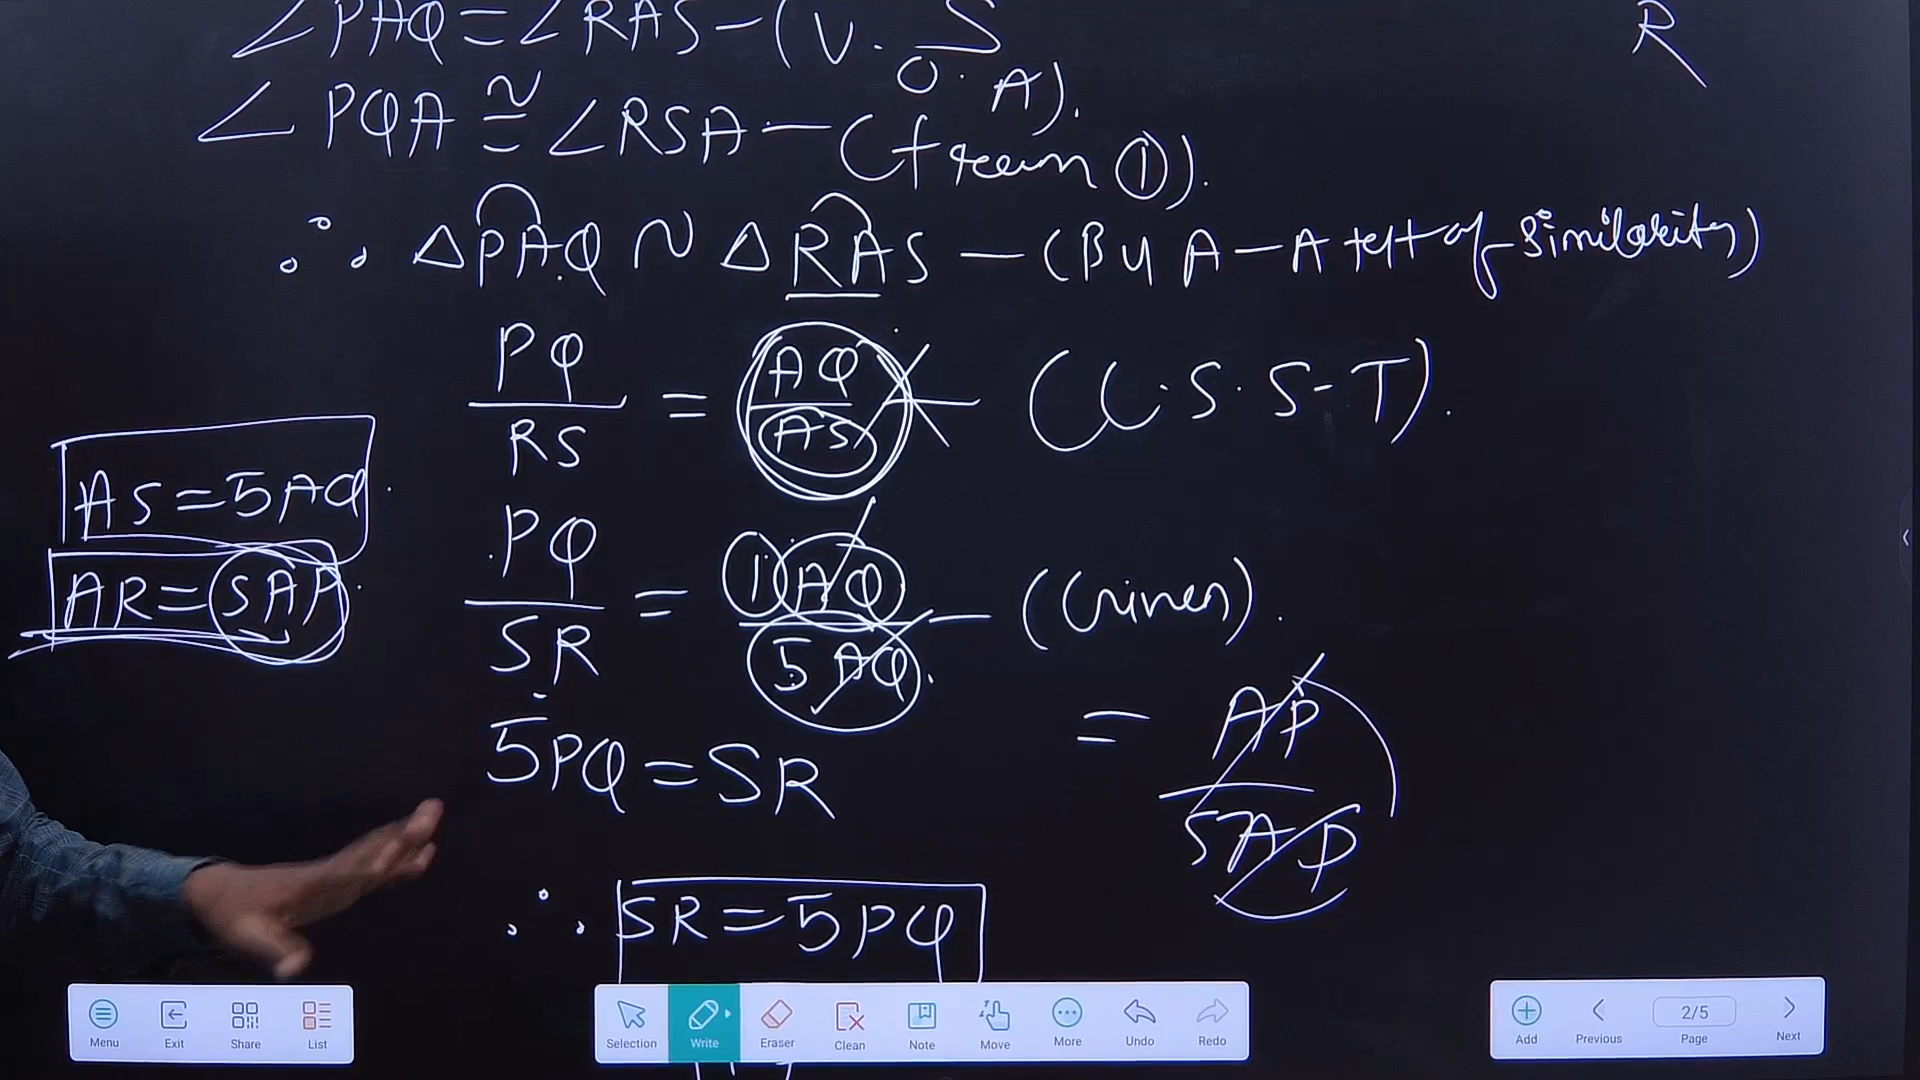 ∠PAQ = ∠RAS – (V. O. A).
S
R
∠PQA ≅ ∠RSA – (from ①).
∴ △PAQ ~ △RAS – (By A–A test of similarity)
PQ/RS = AQ/AS – (C.S.S.T).
AS = 5AQ.
AR = 5AP.
PQ/SR = 1AQ/5AQ. – (Given).
= AP/5AP
5PQ = SR
∴ SR = 5PQ
Menu Exit Share List
Selection Write Eraser Clean Note Move More Undo Redo
Add Previous 2/5 Page Next